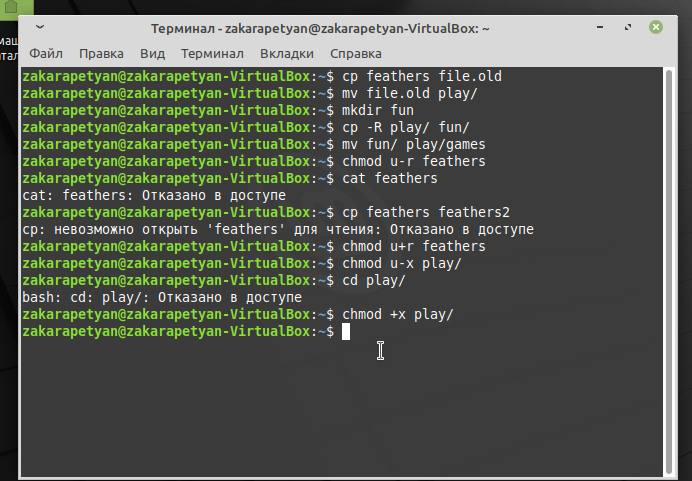 маш
тал
Терминал - zakarapetyan@zakarapetyan-VirtualBox: ~
Файл Правка Вид Терминал Вкладки Справка
zakarapetyan@zakarapetyan-VirtualBox:~$ cp feathers file.old
zakarapetyan@zakarapetyan-VirtualBox:~$ mv file.old play/
zakarapetyan@zakarapetyan-VirtualBox:~$ mkdir fun
zakarapetyan@zakarapetyan-VirtualBox:~$ cp -R play/ fun/
zakarapetyan@zakarapetyan-VirtualBox:~$ mv fun/ play/games
zakarapetyan@zakarapetyan-VirtualBox:~$ chmod u-r feathers
zakarapetyan@zakarapetyan-VirtualBox:~$ cat feathers
cat: feathers: Отказано в доступе
zakarapetyan@zakarapetyan-VirtualBox:~$ cp feathers feathers2
cp: невозможно открыть 'feathers' для чтения: Отказано в доступе
zakarapetyan@zakarapetyan-VirtualBox:~$ chmod u+r feathers
zakarapetyan@zakarapetyan-VirtualBox:~$ chmod u-x play/
zakarapetyan@zakarapetyan-VirtualBox:~$ cd play/
bash: cd: play/: Отказано в доступе
zakarapetyan@zakarapetyan-VirtualBox:~$ chmod +x play/
zakarapetyan@zakarapetyan-VirtualBox:~$